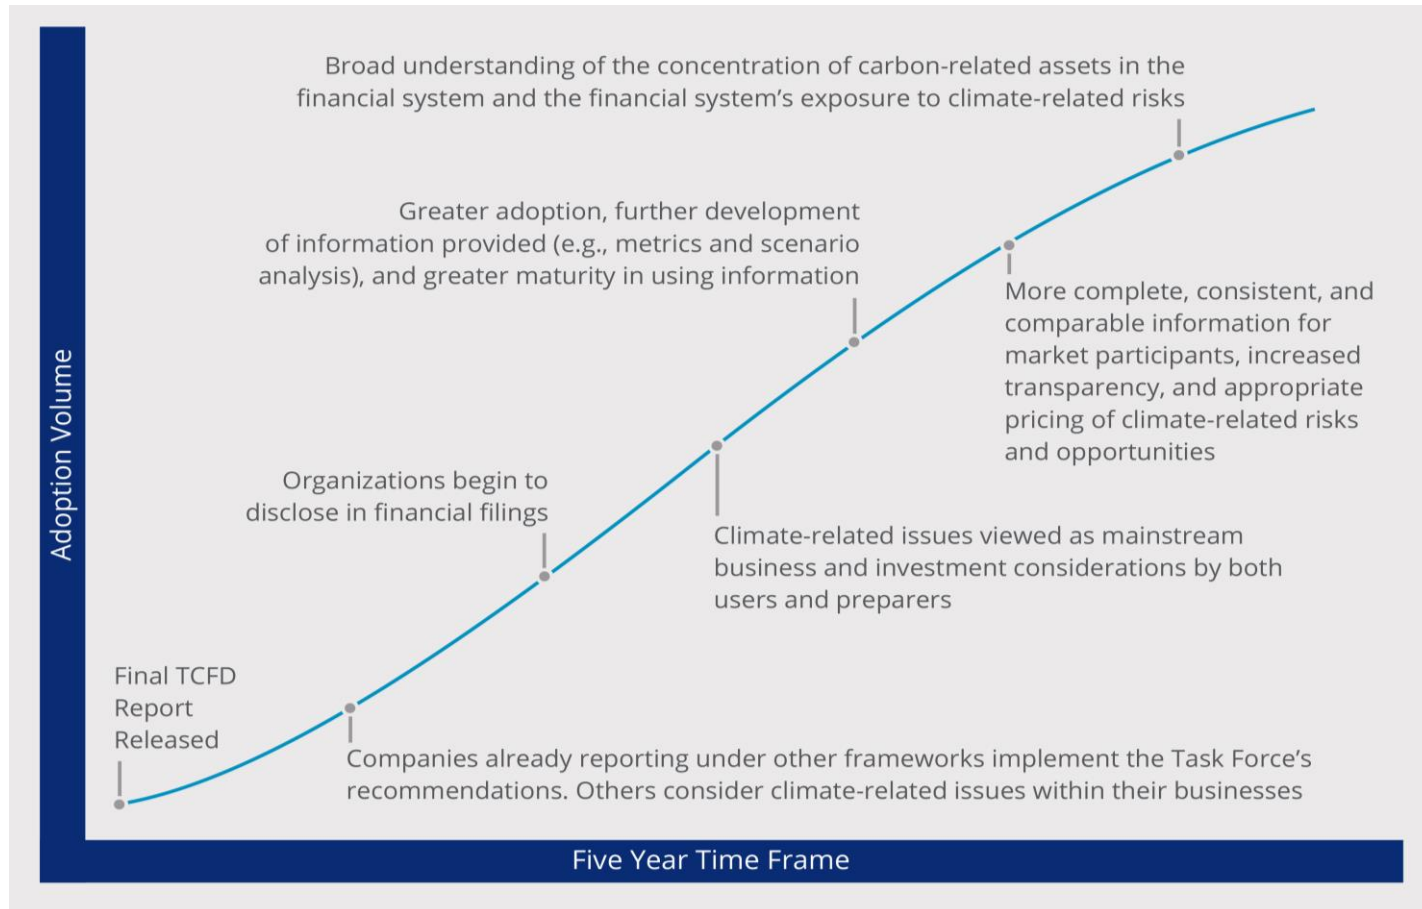 Broad understanding of the concentration of carbon-related assets in the
financial system and the financial system’s exposure to climate-related risks
Greater adoption, further development
of information provided (e.g., metrics and scenario
analysis), and greater maturity in using information
More complete, consistent, and
comparable information for
market participants, increased
transparency, and appropriate
pricing of climate-related risks
and opportunities
Adoption Volume
Organizations begin to
disclose in financial filings
Climate-related issues viewed as mainstream
business and investment considerations by both
users and preparers
Final TCFD
Report
Released
Companies already reporting under other frameworks implement the Task Force’s
recommendations. Others consider climate-related issues within their businesses
Five Year Time Frame